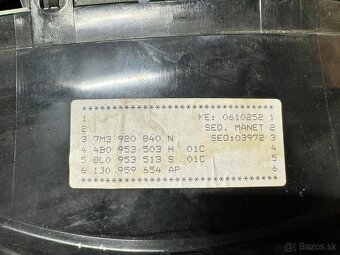 *************************
1 KE: 0610252 1
2 SEQ. MANET 2
3 7M3 920 840 N SEQ:03972 3
4 4B0 953 503 H 01C 4
5 8L0 953 513 S 01C 5
6 1J0 959 654 AP 6
*************************
bazos.sk